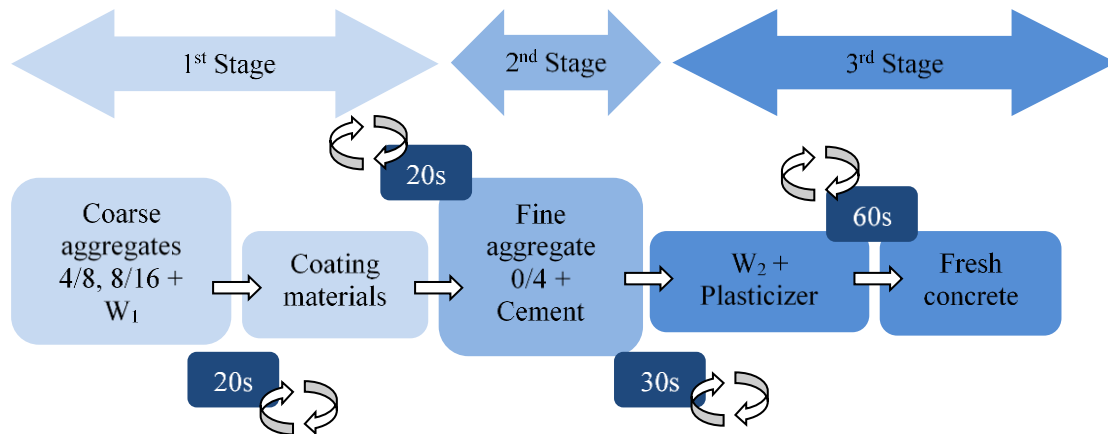 1st Stage
2nd Stage
3rd Stage
20s
60s
Coarse
aggregates
4/8, 8/16 +
W₁
Coating
materials
Fine
aggregate
0/4 +
Cement
W₂ +
Plasticizer
Fresh
concrete
20s
30s